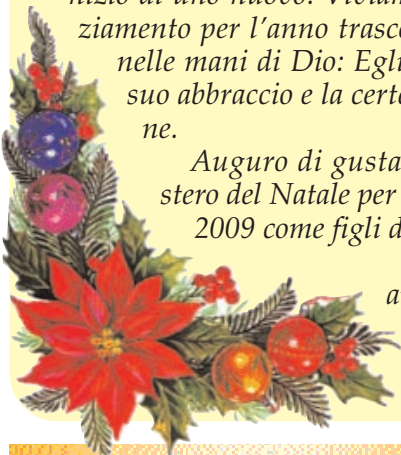 nizio di uno nuovo. Viviam
ziamento per l'anno trasco
nelle mani di Dio: Egli
suo abbraccio e la certe
ne.
Auguro di gusta
stero del Natale per
2009 come figli d
a